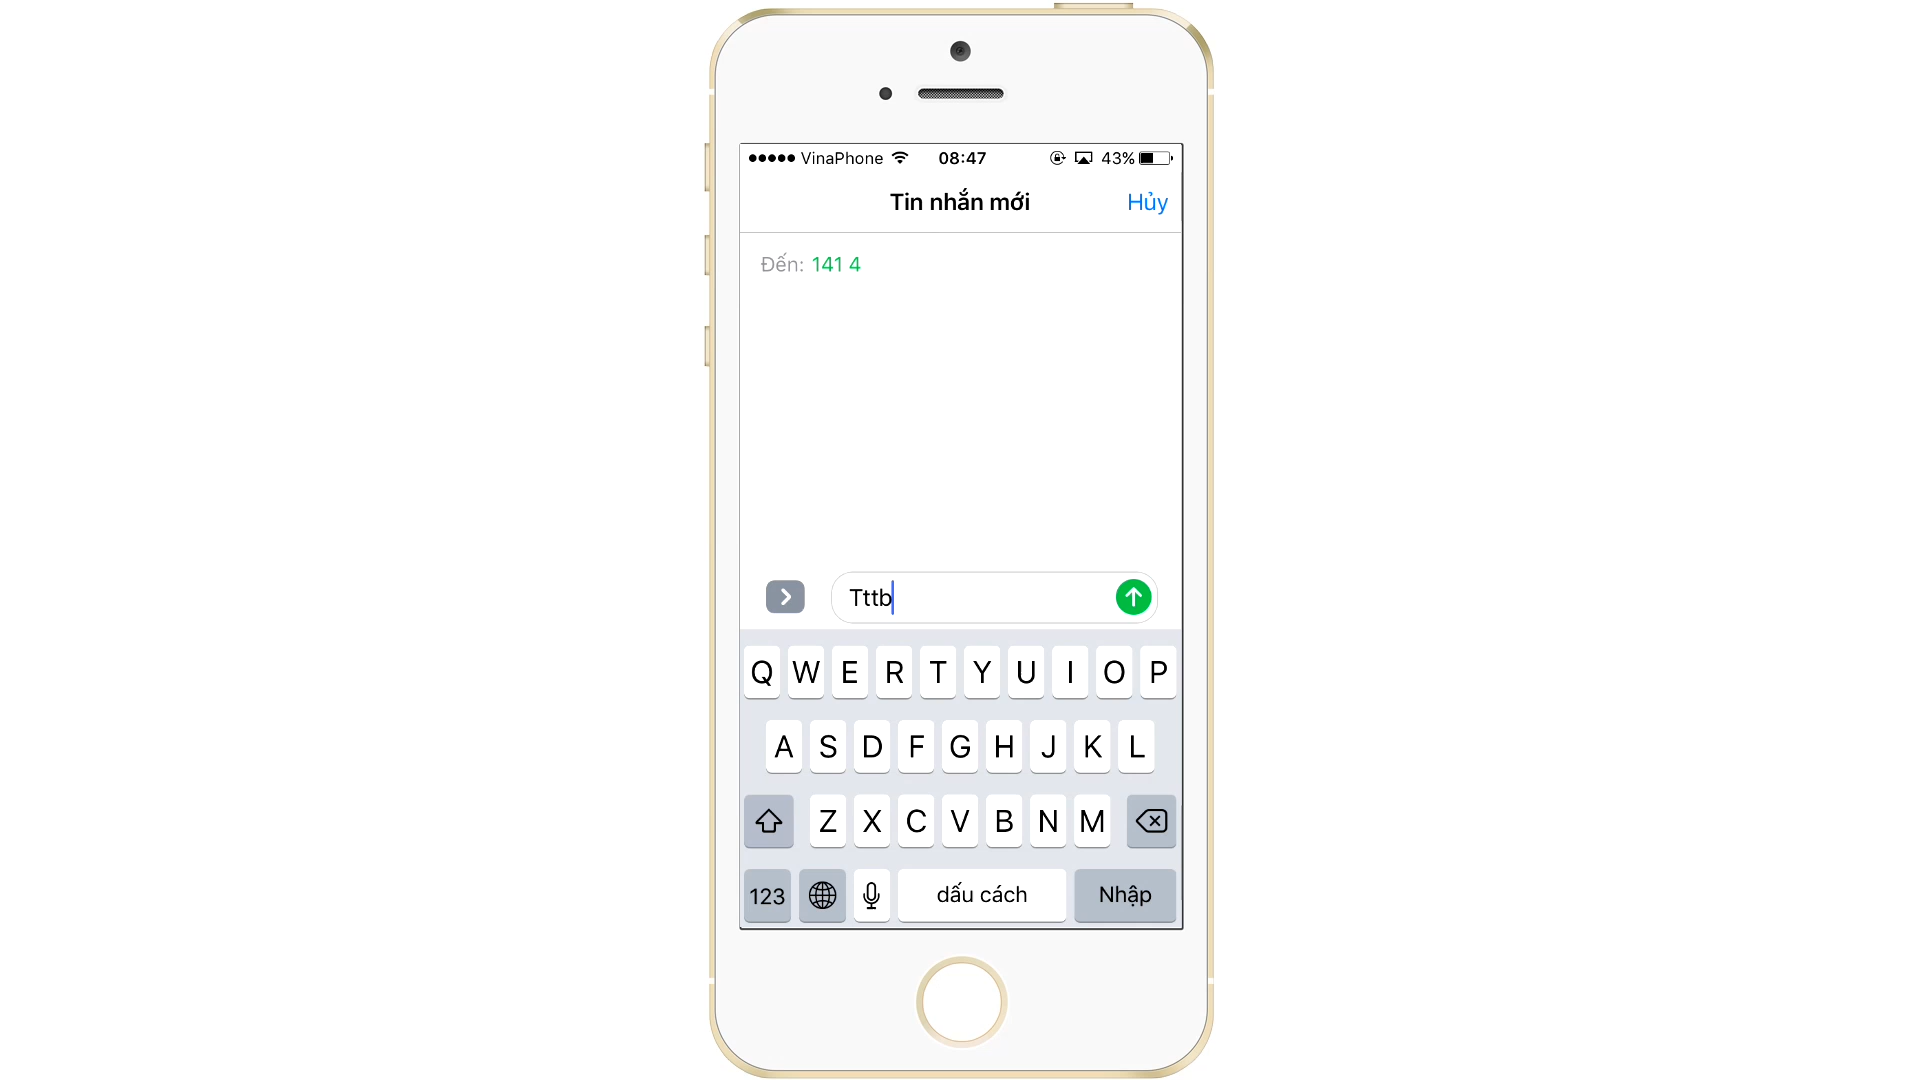 VinaPhone 08:47 43%
Tin nhắn mới Hủy
Đến: 141 4
Tttb
Q W E R T Y U I O P
A S D F G H J K L
Z X C V B N M
123 dấu cách Nhập